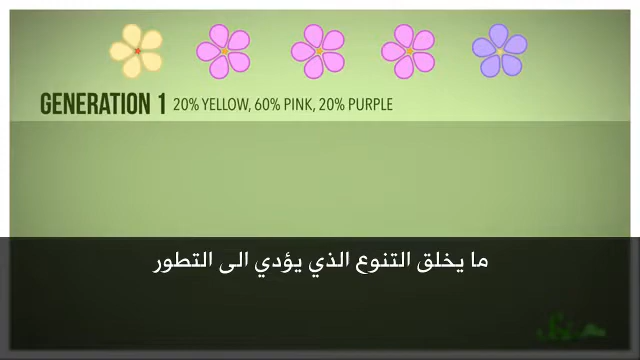 GENERATION 1 20% YELLOW, 60% PINK, 20% PURPLE
ما يخلق التنوع الذي يؤدي الى التطور